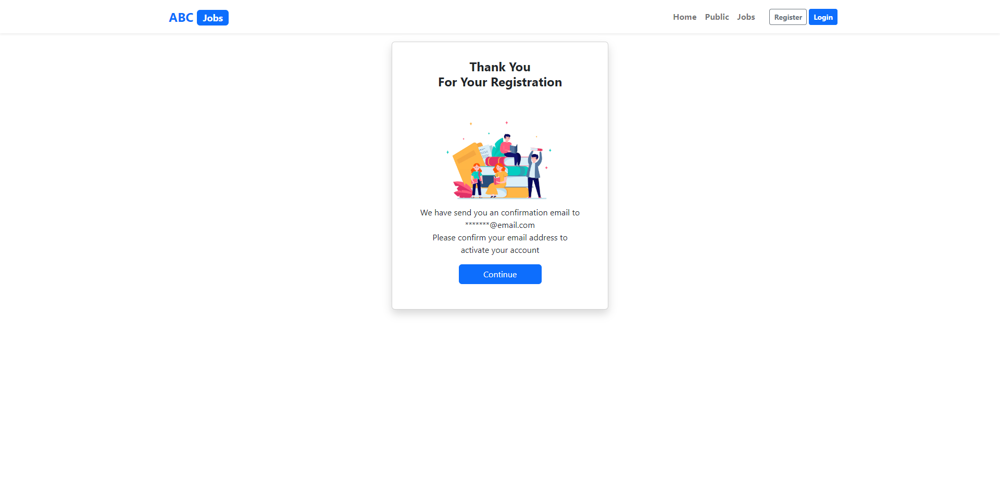 ABC Jobs
Home Public Jobs Register Login
Thank You
For Your Registration
We have send you an confirmation email to
*******@email.com
Please confirm your email address to
activate your account
Continue